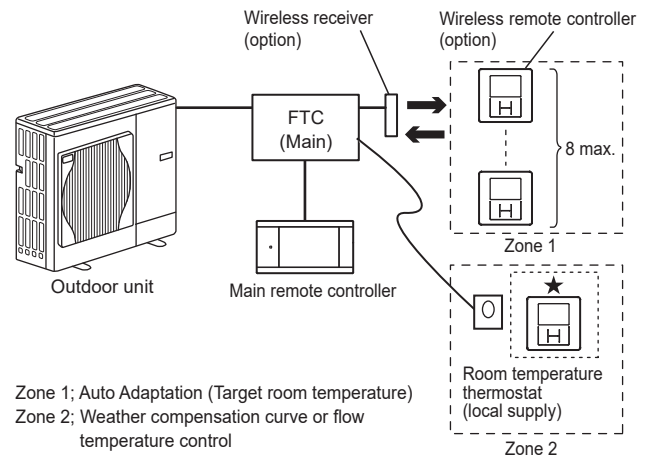 Wireless receiver
(option)
Wireless remote controller
(option)
FTC
(Main)
8 max.
Zone 1
Outdoor unit
Main remote controller
★
Room temperature
thermostat
(local supply)
Zone 2
Zone 1; Auto Adaptation (Target room temperature)
Zone 2; Weather compensation curve or flow
temperature control